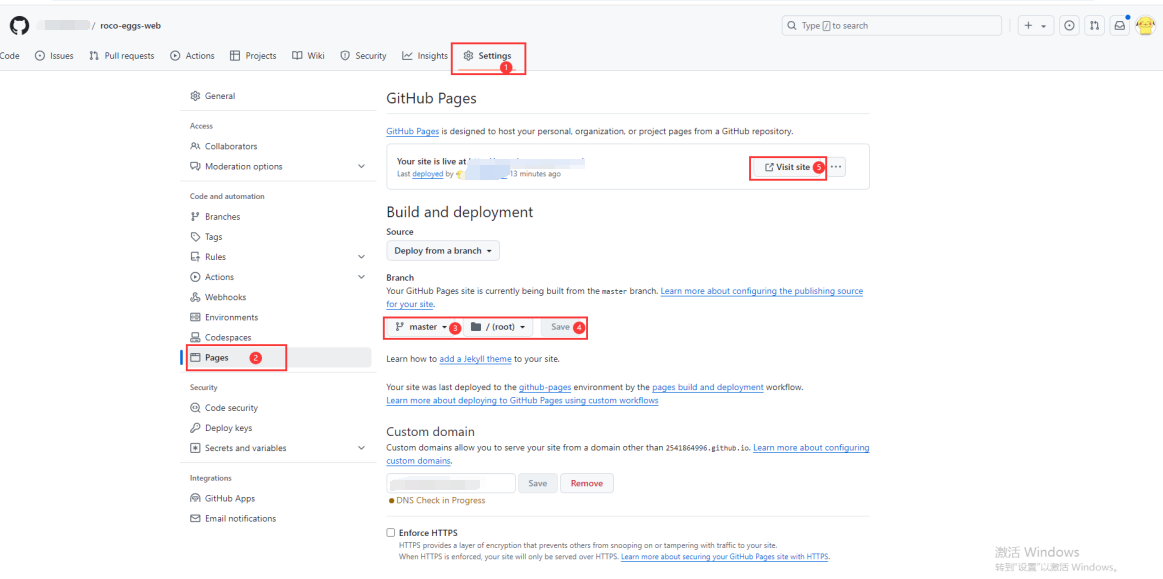 / roco-eggs-web
Type / to search
Code Issues Pull requests Actions Projects Wiki Security Insights Settings
1
General
Access
Collaborators
Moderation options
Code and automation
Branches
Tags
Rules
Actions
Webhooks
Environments
Codespaces
Pages 2
Security
Code security
Deploy keys
Secrets and variables
Integrations
GitHub Apps
Email notifications
GitHub Pages
GitHub Pages is designed to host your personal, organization, or project pages from a GitHub repository.
Your site is live at
Last deployed by 13 minutes ago
Visit site 5
Build and deployment
Source
Deploy from a branch
Branch
Your GitHub Pages site is currently being built from the master branch. Learn more about configuring the publishing source
for your site.
master 3 / (root) Save 4
Learn how to add a Jekyll theme to your site.
Your site was last deployed to the github-pages environment by the pages build and deployment workflow.
Learn more about deploying to GitHub Pages using custom workflows
Custom domain
Custom domains allow you to serve your site from a domain other than 2541864996.github.io. Learn more about configuring
custom domains.
Save Remove
DNS Check in Progress
Enforce HTTPS
HTTPS provides a layer of encryption that prevents others from snooping on or tampering with traffic to your site.
When HTTPS is enforced, your site will only be served over HTTPS. Learn more about securing your GitHub Pages site with HTTPS.
激活 Windows
转到"设置"以激活 Windows。